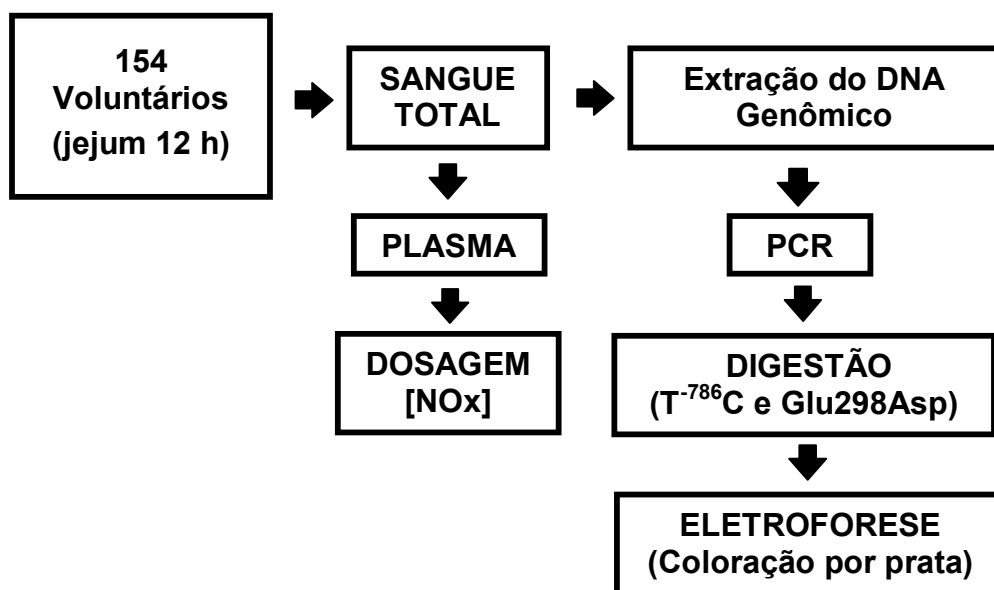 154
Voluntários
(jejum 12 h)
SANGUE
TOTAL
Extração do DNA
Genômico
PLASMA
PCR
DOSAGEM
[NOx]
DIGESTÃO
(T⁻⁷⁸⁶C e Glu298Asp)
ELETROFORESE
(Coloração por prata)